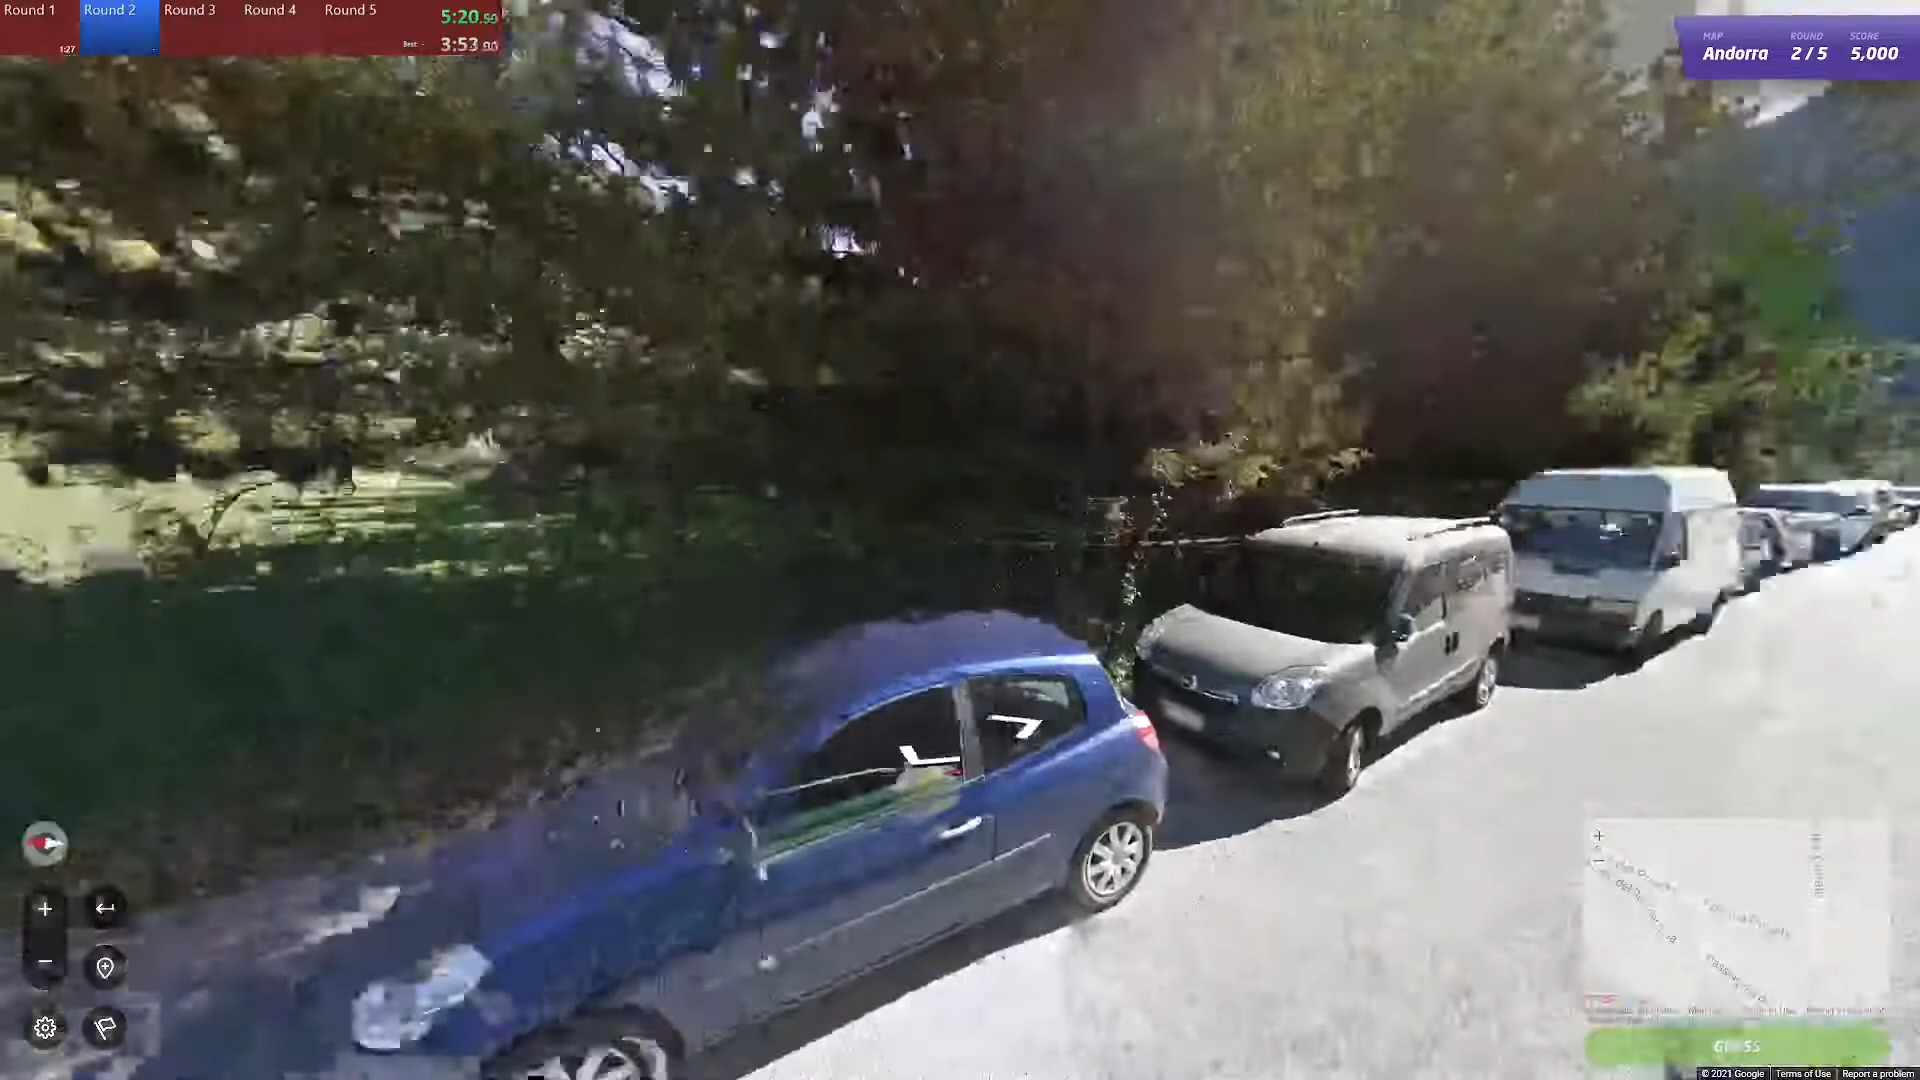 Round 1
Round 2
Round 3
Round 4
Round 5
5:20.50
1:27
Best: -
3:53
MAP
ROUND
SCORE
Andorra
2 / 5
5,000
GUESS
© 2021 Google
Terms of Use
Report a problem